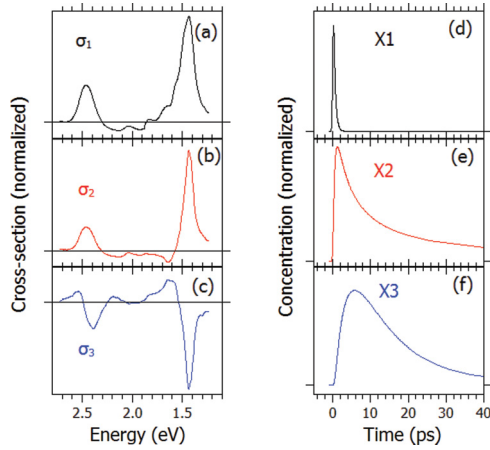 Cross-section (normalized)
σ1
(a)
σ2
(b)
σ3
(c)
2.5
2.0
1.5
Energy (eV)
Concentration (normalized)
X1
(d)
X2
(e)
X3
(f)
0
10
20
30
40
Time (ps)